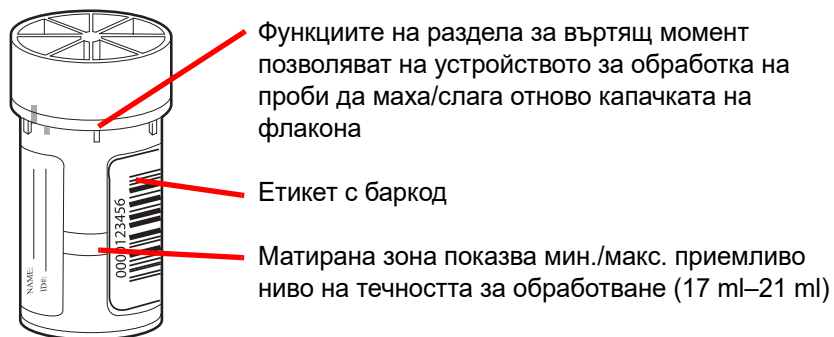 Функциите на раздела за въртящ момент
позволяват на устройството за обработка на
проби да маха/слага отново капачката на
флакона
Етикет с баркод
Матирана зона показва мин./макс. приемливо
ниво на течността за обработване (17 ml–21 ml)
NAME:
ID#:
0000123456